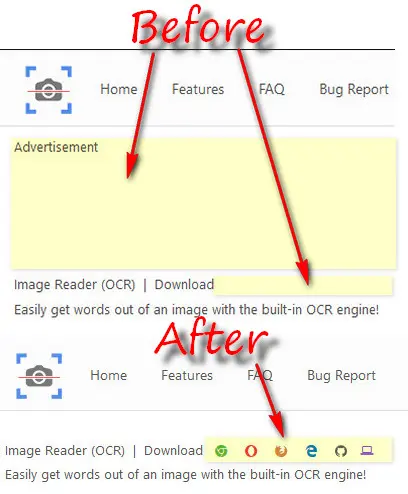 Before
Home Features FAQ Bug Report
Advertisement
Image Reader (OCR) | Download
Easily get words out of an image with the built-in OCR engine!
After
Home Features FAQ Bug Report
Image Reader (OCR) | Download
Easily get words out of an image with the built-in OCR engine!